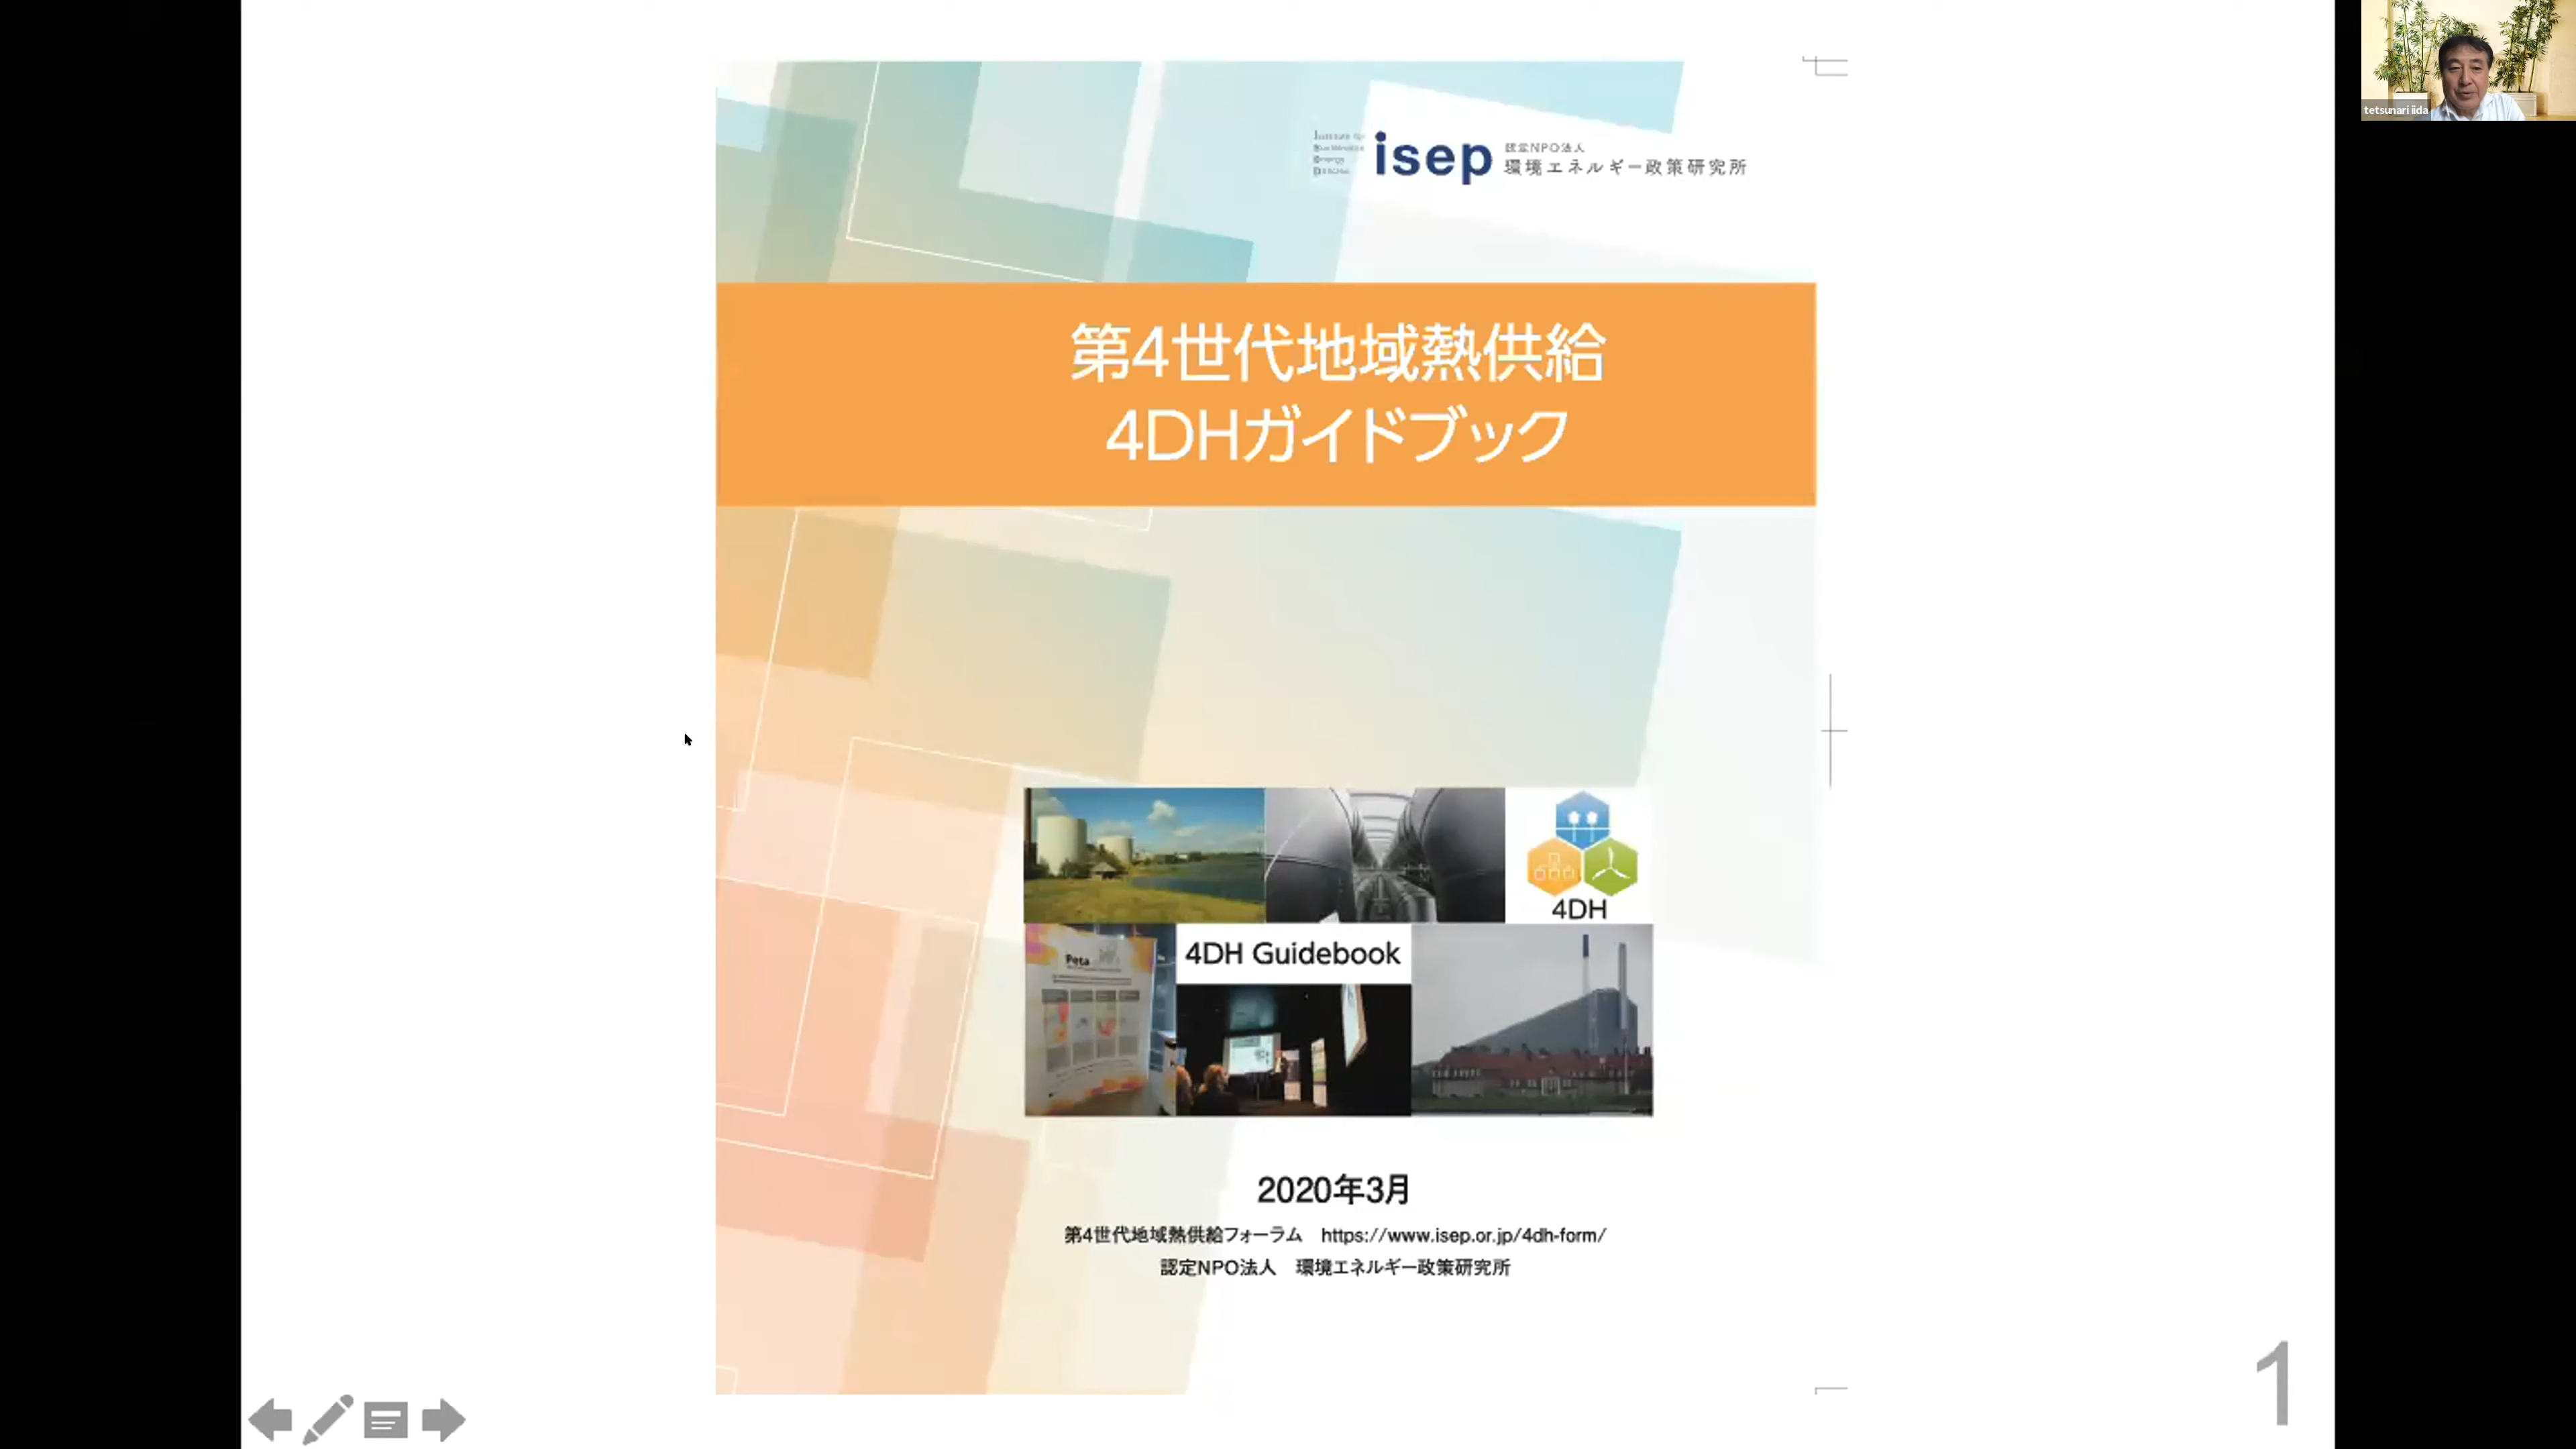 isep
認定NPO法人
環境エネルギー政策研究所
tetsunari iida
第4世代地域熱供給
4DHガイドブック
4DH
Peta
4DH Guidebook
2020年3月
第4世代地域熱供給フォーラム https://www.isep.or.jp/4dh-form/
認定NPO法人 環境エネルギー政策研究所
1